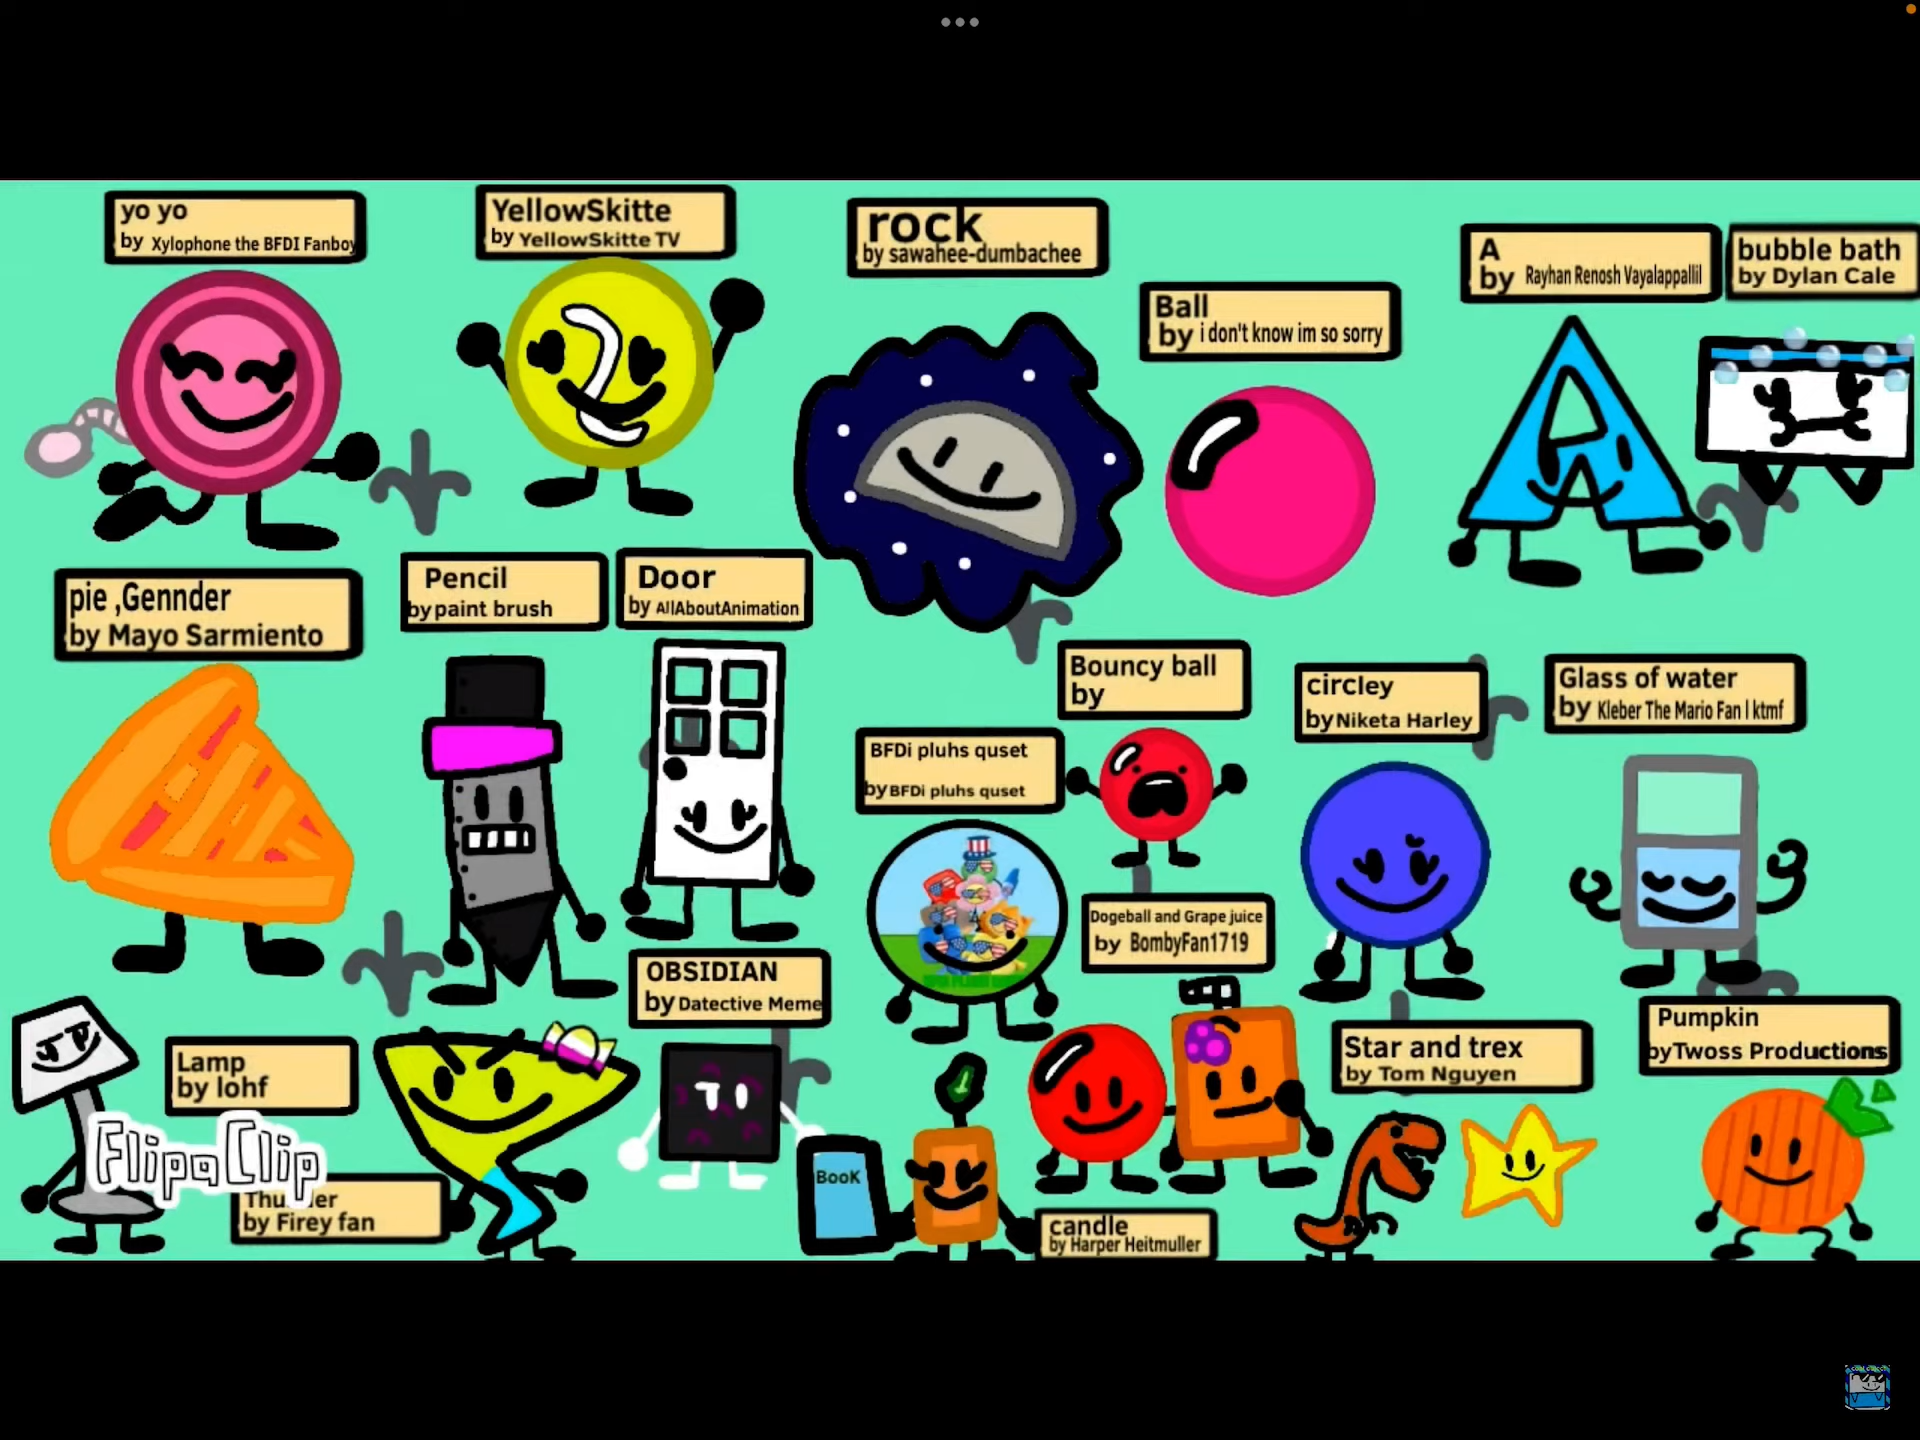 yo yo
by Xylophone the BFDI Fanboy
YellowSkitte
by YellowSkitte TV
rock
by sawahee-dumbachee
Ball
by i don't know im so sorry
A
by Rayhan Renosh Vayalappallil
bubble bath
by Dylan Cale
pie ,Gennder
by Mayo Sarmiento
Pencil
by paint brush
Door
by AllAboutAnimation
Bouncy ball
by
circley
by Niketa Harley
Glass of water
by Kleber The Mario Fan l ktmf
BFDi pluhs quset
by BFDi pluhs quset
Dogeball and Grape juice
by BombyFan1719
OBSIDIAN
by Datective Meme
Lamp
by lohf
Star and trex
by Tom Nguyen
Pumpkin
by Twoss Productions
FlipaClip
BooK
by Firey fan
candle
by Harper Heitmuller